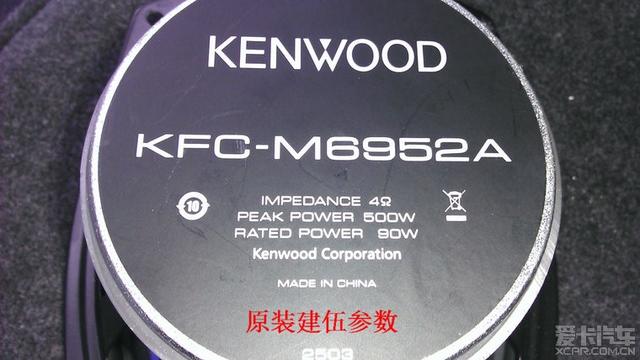 KENWOOD
KFC-M6952A
10
IMPEDANCE 4Ω
PEAK POWER 500W
RATED POWER 90W
Kenwood Corporation
MADE IN CHINA
原装建伍参数
2503
爱卡汽车
XCAR.COM.CN